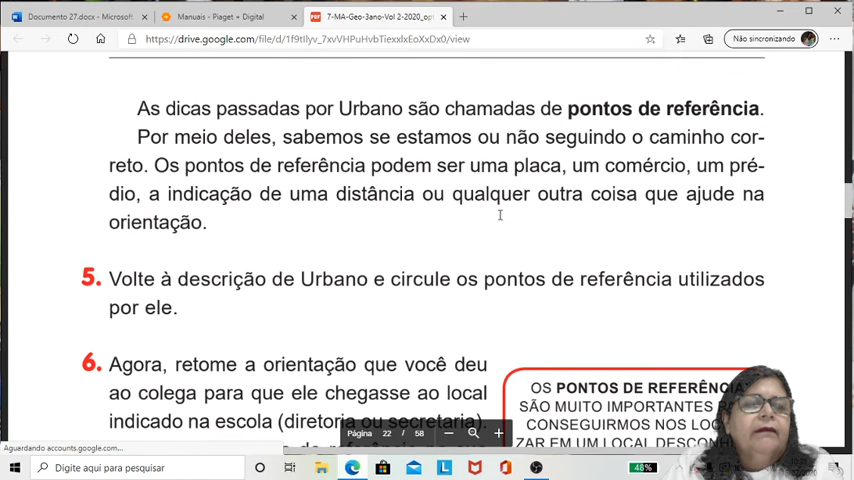 Documento 27.docx - Microsoft
Manuais - Piaget + Digital
7-MA-Geo-3ano-Vol 2-2020_op
https://drive.google.com/file/d/1f9tIlyv_7xvVHPuHvbTiexxlxEoXxDx0/view
Não sincronizando
As dicas passadas por Urbano são chamadas de pontos de referência.
Por meio deles, sabemos se estamos ou não seguindo o caminho cor-
reto. Os pontos de referência podem ser uma placa, um comércio, um pré-
dio, a indicação de uma distância ou qualquer outra coisa que ajude na
orientação.
5. Volte à descrição de Urbano e circule os pontos de referência utilizados
por ele.
6. Agora, retome a orientação que você deu
ao colega para que ele chegasse ao local
indicado na escola (diretoria ou secretaria).
OS PONTOS DE REFERÊNCIA
SÃO MUITO IMPORTANTES
CONSEGUIRMOS NOS
ZAR EM UM LOCAL
Página 22 / 58
Aguardando accounts.google.com...
Digite aqui para pesquisar
48%